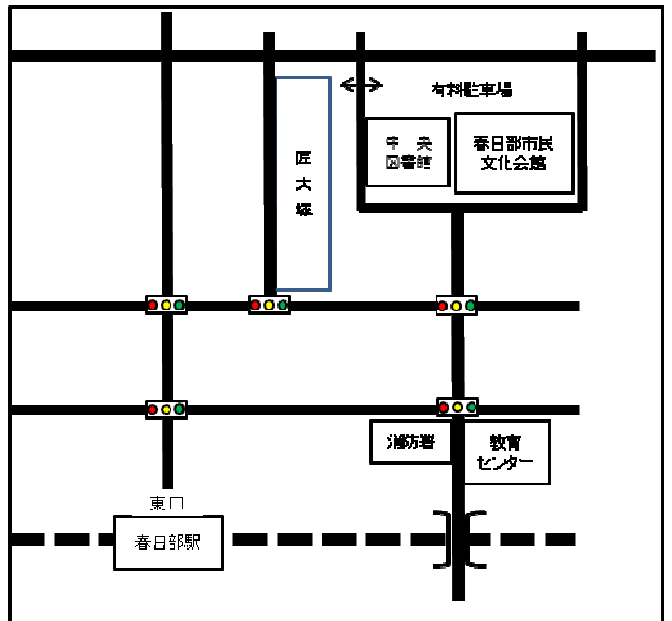 有料駐車場
中央
図書館
春日部市民
文化会館
匠大塚
消防署
教育
センター
東口
春日部駅